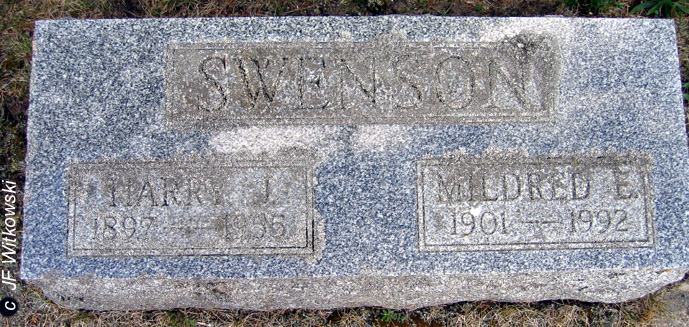 SWENSON
HARRY
1897
MILDRED E.
1901 — 1992
© JF Witkowski